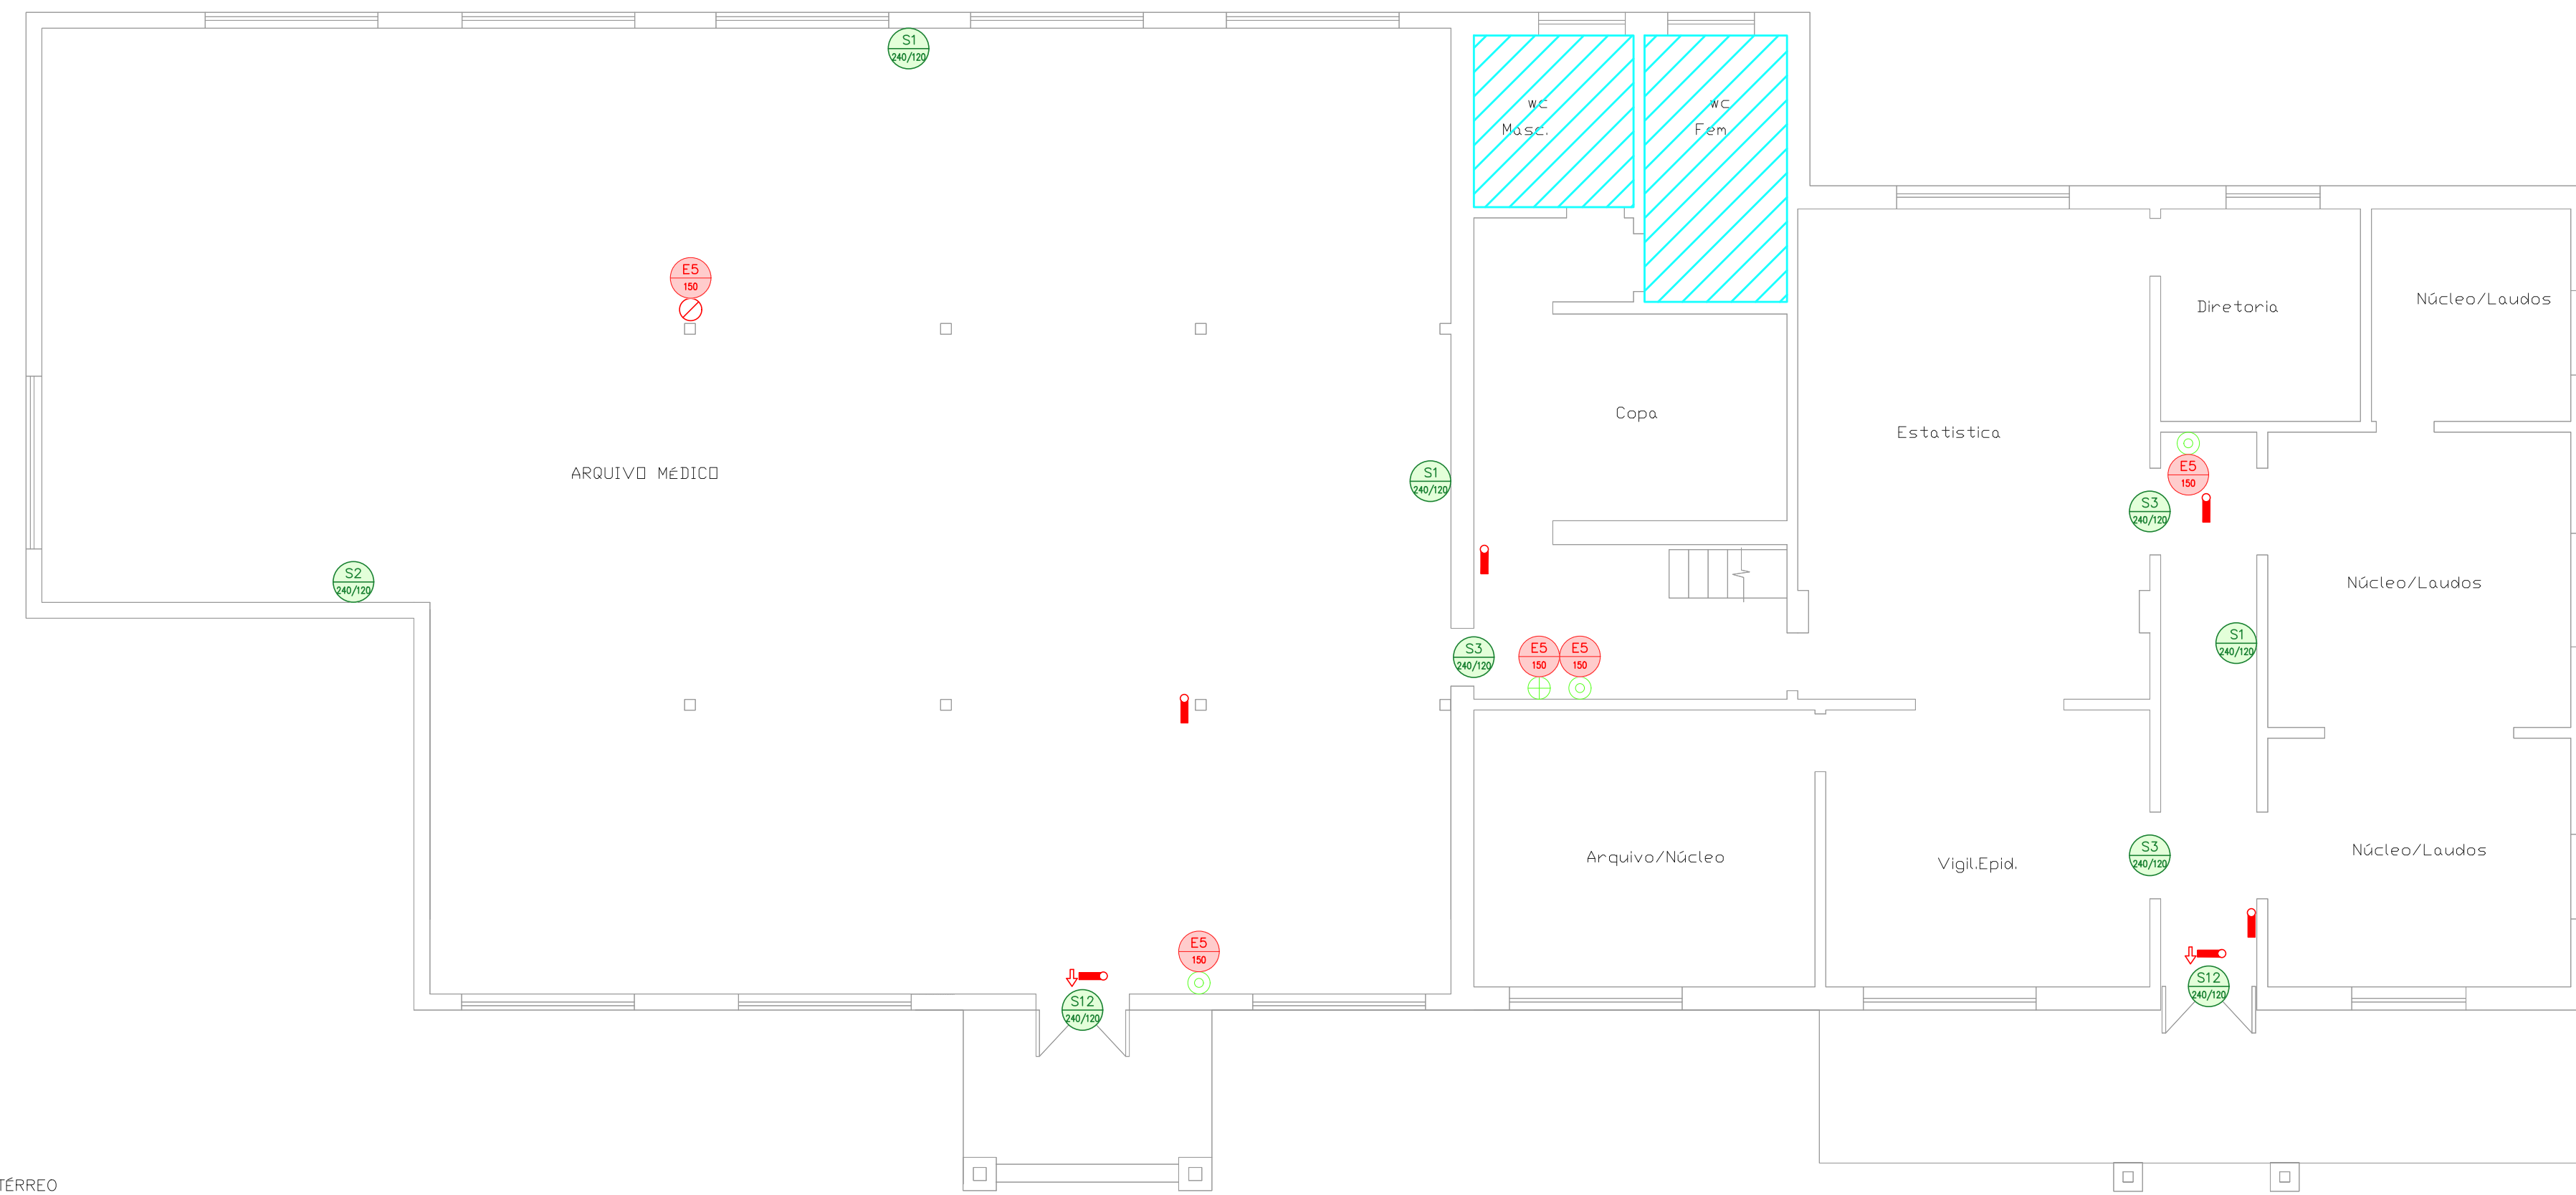 S1
240/120
wc
Masc.
wc
Fem
E5
150
Diretoria
Núcleo/Laudos
Copa
Estatistica
ARQUIVO MÉDICO
S1
240/120
E5
150
S3
240/120
S2
240/120
Núcleo/Laudos
S1
240/120
S3
240/120
E5
150
E5
150
Arquivo/Núcleo
Vigil.Epid.
S3
240/120
Núcleo/Laudos
E5
150
S12
240/120
S12
240/120
TÉRREO